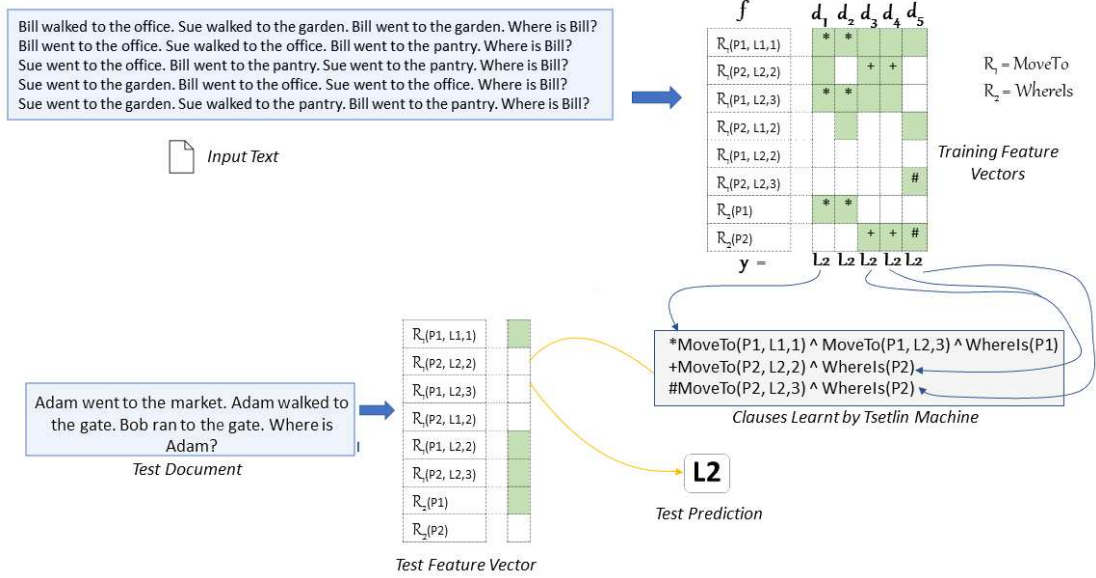 Bill walked to the office. Sue walked to the garden. Bill went to the garden. Where is Bill?
Bill went to the office. Sue walked to the office. Bill went to the pantry. Where is Bill?
Sue went to the office. Bill went to the pantry. Sue went to the pantry. Where is Bill?
Sue went to the garden. Bill went to the office. Sue went to the office. Where is Bill?
Sue went to the garden. Sue walked to the pantry. Bill went to the pantry. Where is Bill?
Input Text
f d₁ d₂ d₃ d₄ d₅
R₁(P1, L1,1) * *
R₁(P2, L2,2) + +
R₁(P1, L2,3) * *
R₁(P2, L1,2)
R₁(P1, L2,2)
R₁(P2, L2,3) #
R₂(P1) * *
R₂(P2) + + #
y = L2 L2 L2 L2 L2
R₁ = MoveTo
R₂ = WhereIs
Training Feature
Vectors
*MoveTo(P1, L1,1) ^ MoveTo(P1, L2,3) ^ WhereIs(P1)
+MoveTo(P2, L2,2) ^ WhereIs(P2)
#MoveTo(P2, L2,3) ^ WhereIs(P2)
Clauses Learnt by Tsetlin Machine
Adam went to the market. Adam walked to
the gate. Bob ran to the gate. Where is
Adam?
Test Document
R₁(P1, L1,1)
R₁(P2, L2,2)
R₁(P1, L2,3)
R₁(P2, L1,2)
R₁(P1, L2,2)
R₁(P2, L2,3)
R₂(P1)
R₂(P2)
Test Feature Vector
L2
Test Prediction